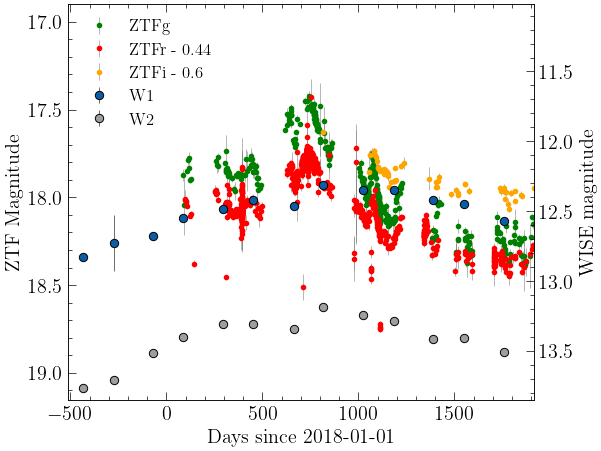 ZTFg
ZTFr - 0.44
ZTFi - 0.6
W1
W2
17.0
17.5
18.0
18.5
19.0
ZTF Magnitude
11.5
12.0
12.5
13.0
13.5
WISE magnitude
−500 0 500 1000 1500
Days since 2018-01-01